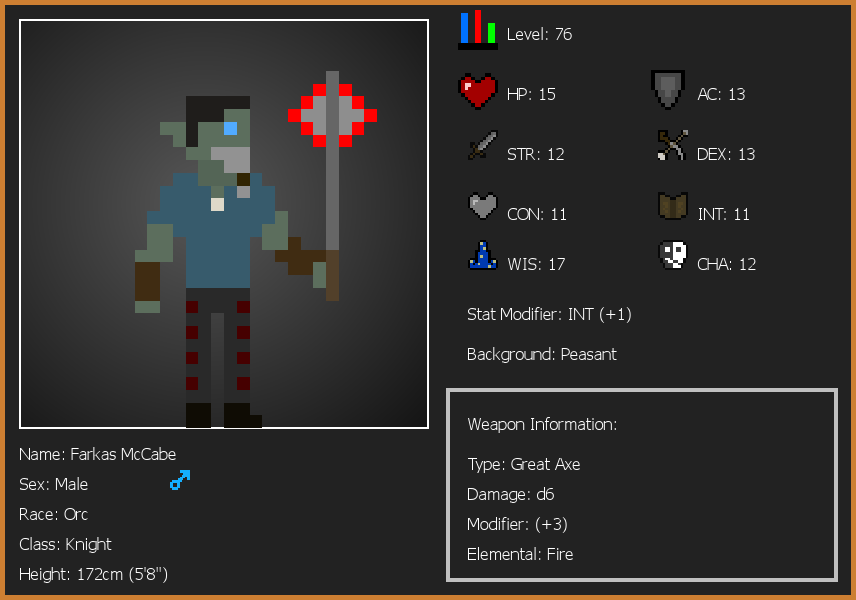 Level: 76
HP: 15
AC: 13
STR: 12
DEX: 13
CON: 11
INT: 11
WIS: 17
CHA: 12
Stat Modifier: INT (+1)
Background: Peasant
Weapon Information:
Type: Great Axe
Damage: d6
Modifier: (+3)
Elemental: Fire
Name: Farkas McCabe
Sex: Male
Race: Orc
Class: Knight
Height: 172cm (5'8")